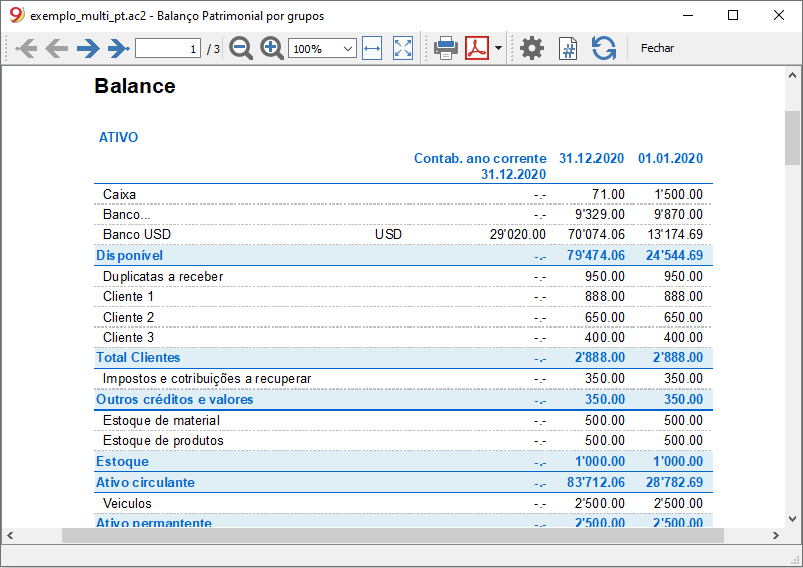 exemplo_multi_pt.ac2 - Balanço Patrimonial por grupos
1 / 3 100% Fechar
Balance
ATIVO
Contab. ano corrente 31.12.2020 01.01.2020
31.12.2020
Caixa -.- 71.00 1'500.00
Banco... -.- 9'329.00 9'870.00
Banco USD USD 29'020.00 70'074.06 13'174.69
Disponível -.- 79'474.06 24'544.69
Duplicatas a receber -.- 950.00 950.00
Cliente 1 -.- 888.00 888.00
Cliente 2 -.- 650.00 650.00
Cliente 3 -.- 400.00 400.00
Total Clientes -.- 2'888.00 2'888.00
Impostos e cotribuições a recuperar -.- 350.00 350.00
Outros créditos e valores -.- 350.00 350.00
Estoque de material -.- 500.00 500.00
Estoque de produtos -.- 500.00 500.00
Estoque -.- 1'000.00 1'000.00
Ativo circulante -.- 83'712.06 28'782.69
Veiculos -.- 2'500.00 2'500.00
Ativo permantente -.- 2'500.00 2'500.00